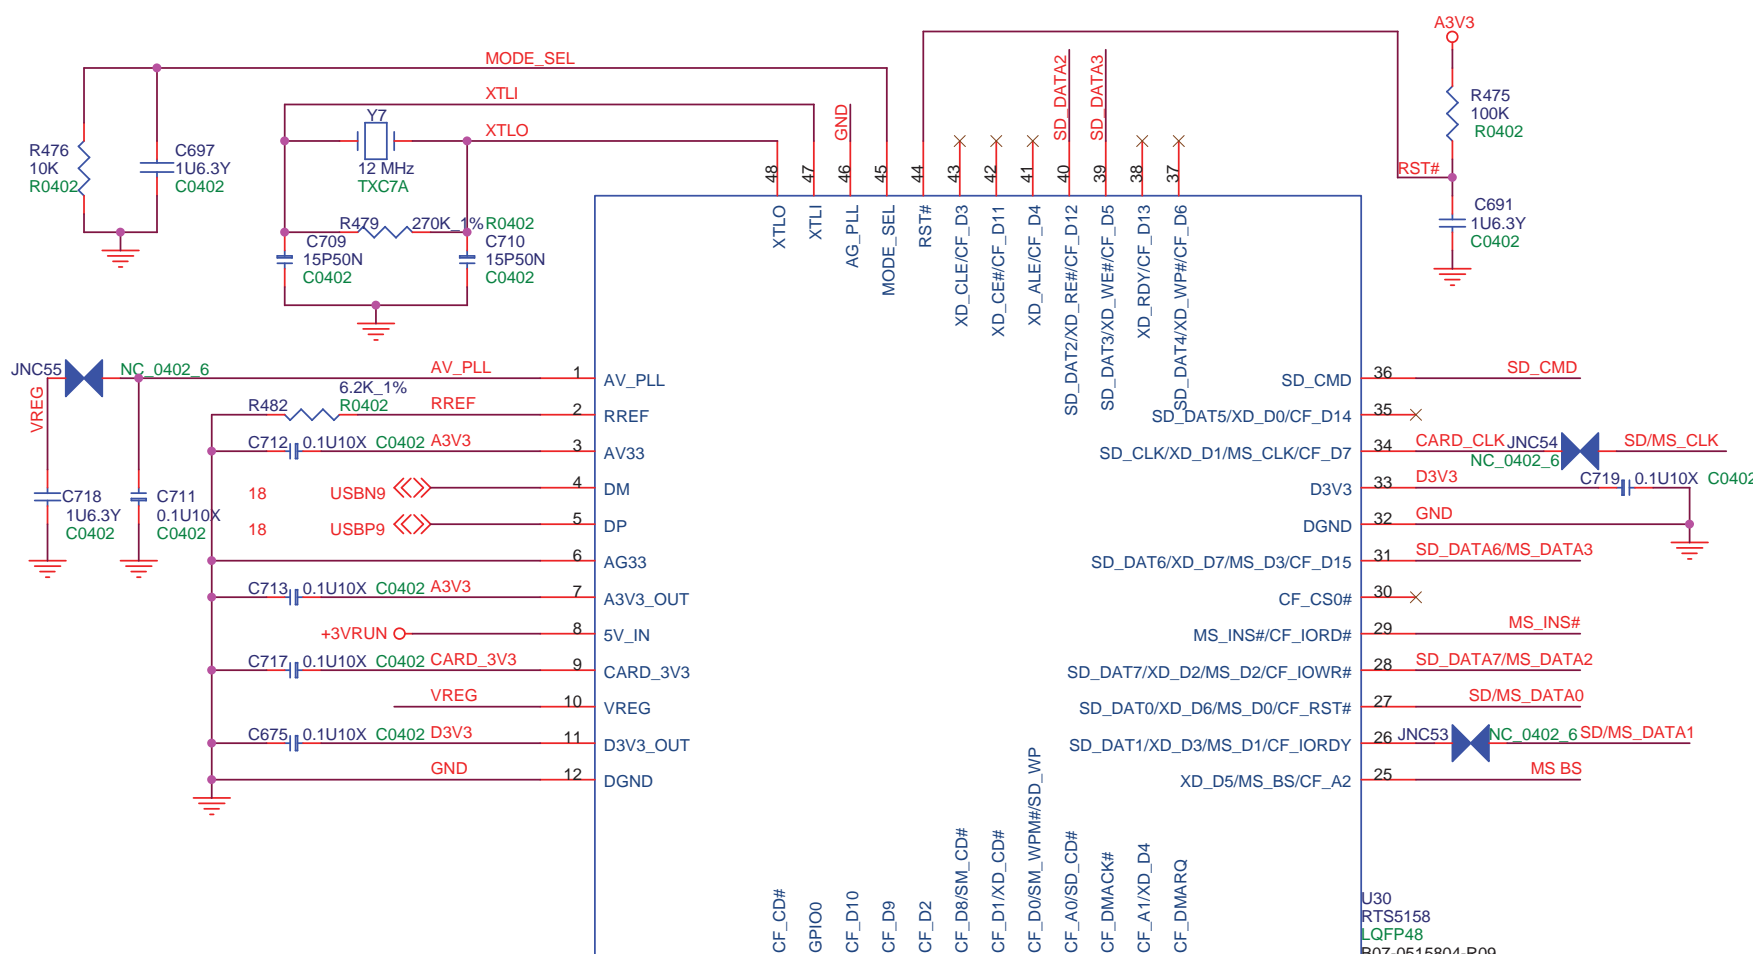 A3V3
R475
100K
R0402
RST#
C691
1U6.3Y
C0402
MODE_SEL
XTLI
XTLO
Y7
12 MHz
TXC7A
R476
10K
R0402
C697
1U6.3Y
C0402
R479
270K_1%
R0402
C709
15P50N
C0402
C710
15P50N
C0402
GND
SD_DATA2
SD_DATA3
48
47
46
45
44
43
42
41
40
39
38
37
XTLO
XTLI
AG_PLL
MODE_SEL
RST#
XD_CLE/CF_D3
XD_CE#/CF_D11
XD_ALE/CF_D4
SD_DAT2/XD_RE#/CF_D12
SD_DAT3/XD_WE#/CF_D5
XD_RDY/CF_D13
SD_DAT4/XD_WP#/CF_D6
JNC55
NC_0402_6
VREG
AV_PLL
1
AV_PLL
R482
6.2K_1%
R0402
RREF
2
RREF
C712
0.1U10X
C0402
A3V3
3
AV33
18
USBN9
4
DM
18
USBP9
5
DP
6
AG33
C713
0.1U10X
C0402
A3V3
7
A3V3_OUT
+3VRUN
8
5V_IN
C717
0.1U10X
C0402
CARD_3V3
9
CARD_3V3
VREG
10
VREG
C675
0.1U10X
C0402
D3V3
11
D3V3_OUT
GND
12
DGND
C718
1U6.3Y
C0402
C711
0.1U10X
C0402
SD_CMD
36
SD_CMD
SD_DAT5/XD_D0/CF_D14
35
SD_CLK/XD_D1/MS_CLK/CF_D7
34
CARD_CLK
JNC54
NC_0402_6
SD/MS_CLK
D3V3
33
D3V3
C719
0.1U10X
C0402
DGND
32
GND
SD_DAT6/XD_D7/MS_D3/CF_D15
31
SD_DATA6/MS_DATA3
CF_CS0#
30
MS_INS#/CF_IORD#
29
MS_INS#
SD_DAT7/XD_D2/MS_D2/CF_IOWR#
28
SD_DATA7/MS_DATA2
SD_DAT0/XD_D6/MS_D0/CF_RST#
27
SD/MS_DATA0
SD_DAT1/XD_D3/MS_D1/CF_IORDY
26
JNC53
NC_0402_6
SD/MS_DATA1
XD_D5/MS_BS/CF_A2
25
MS BS
CF_CD#
GPIO0
CF_D10
CF_D9
CF_D2
CF_D8/SM_CD#
CF_D1/XD_CD#
CF_D0/SM_WPM#/SD_WP
CF_A0/SD_CD#
CF_DMACK#
CF_A1/XD_D4
CF_DMARQ
U30
RTS5158
LQFP48
B07-0515804-R09